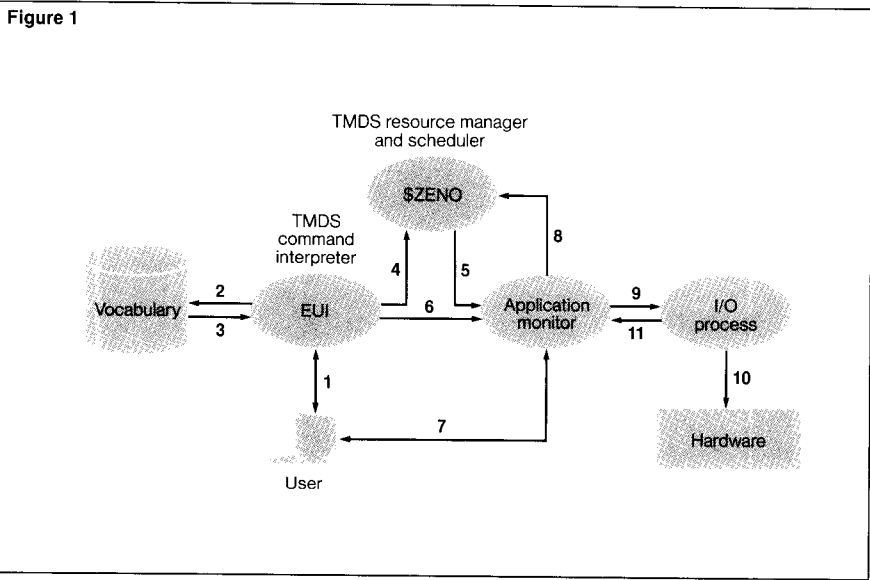 Figure 1
TMDS resource manager
and scheduler
$ZENO
TMDS
command
interpreter
8
4
5
2
Vocabulary
EUI
6
Application
monitor
9
I/O
process
3
11
1
10
7
Hardware
User